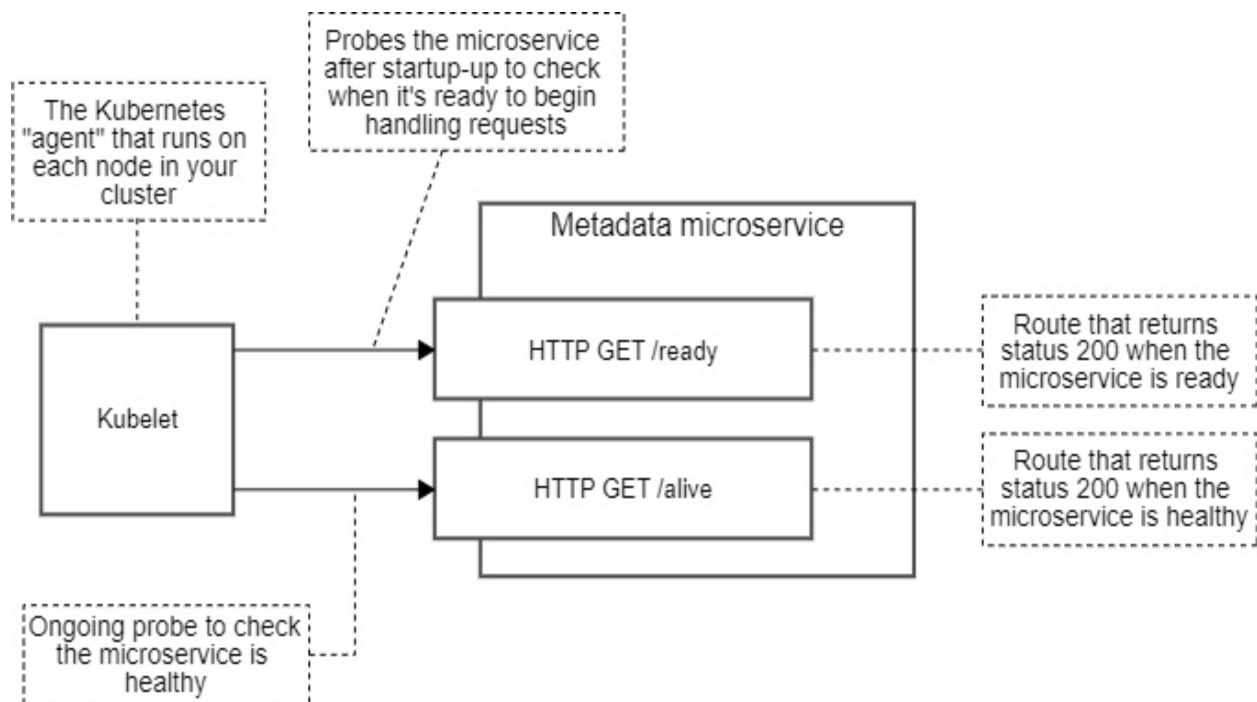 Probes the microservice
after startup-up to check
when it's ready to begin
handling requests
The Kubernetes
"agent" that runs on
each node in your
cluster
Metadata microservice
Kubelet
HTTP GET /ready
Route that returns
status 200 when the
microservice is ready
HTTP GET /alive
Route that returns
status 200 when the
microservice is healthy
Ongoing probe to check
the microservice is
healthy